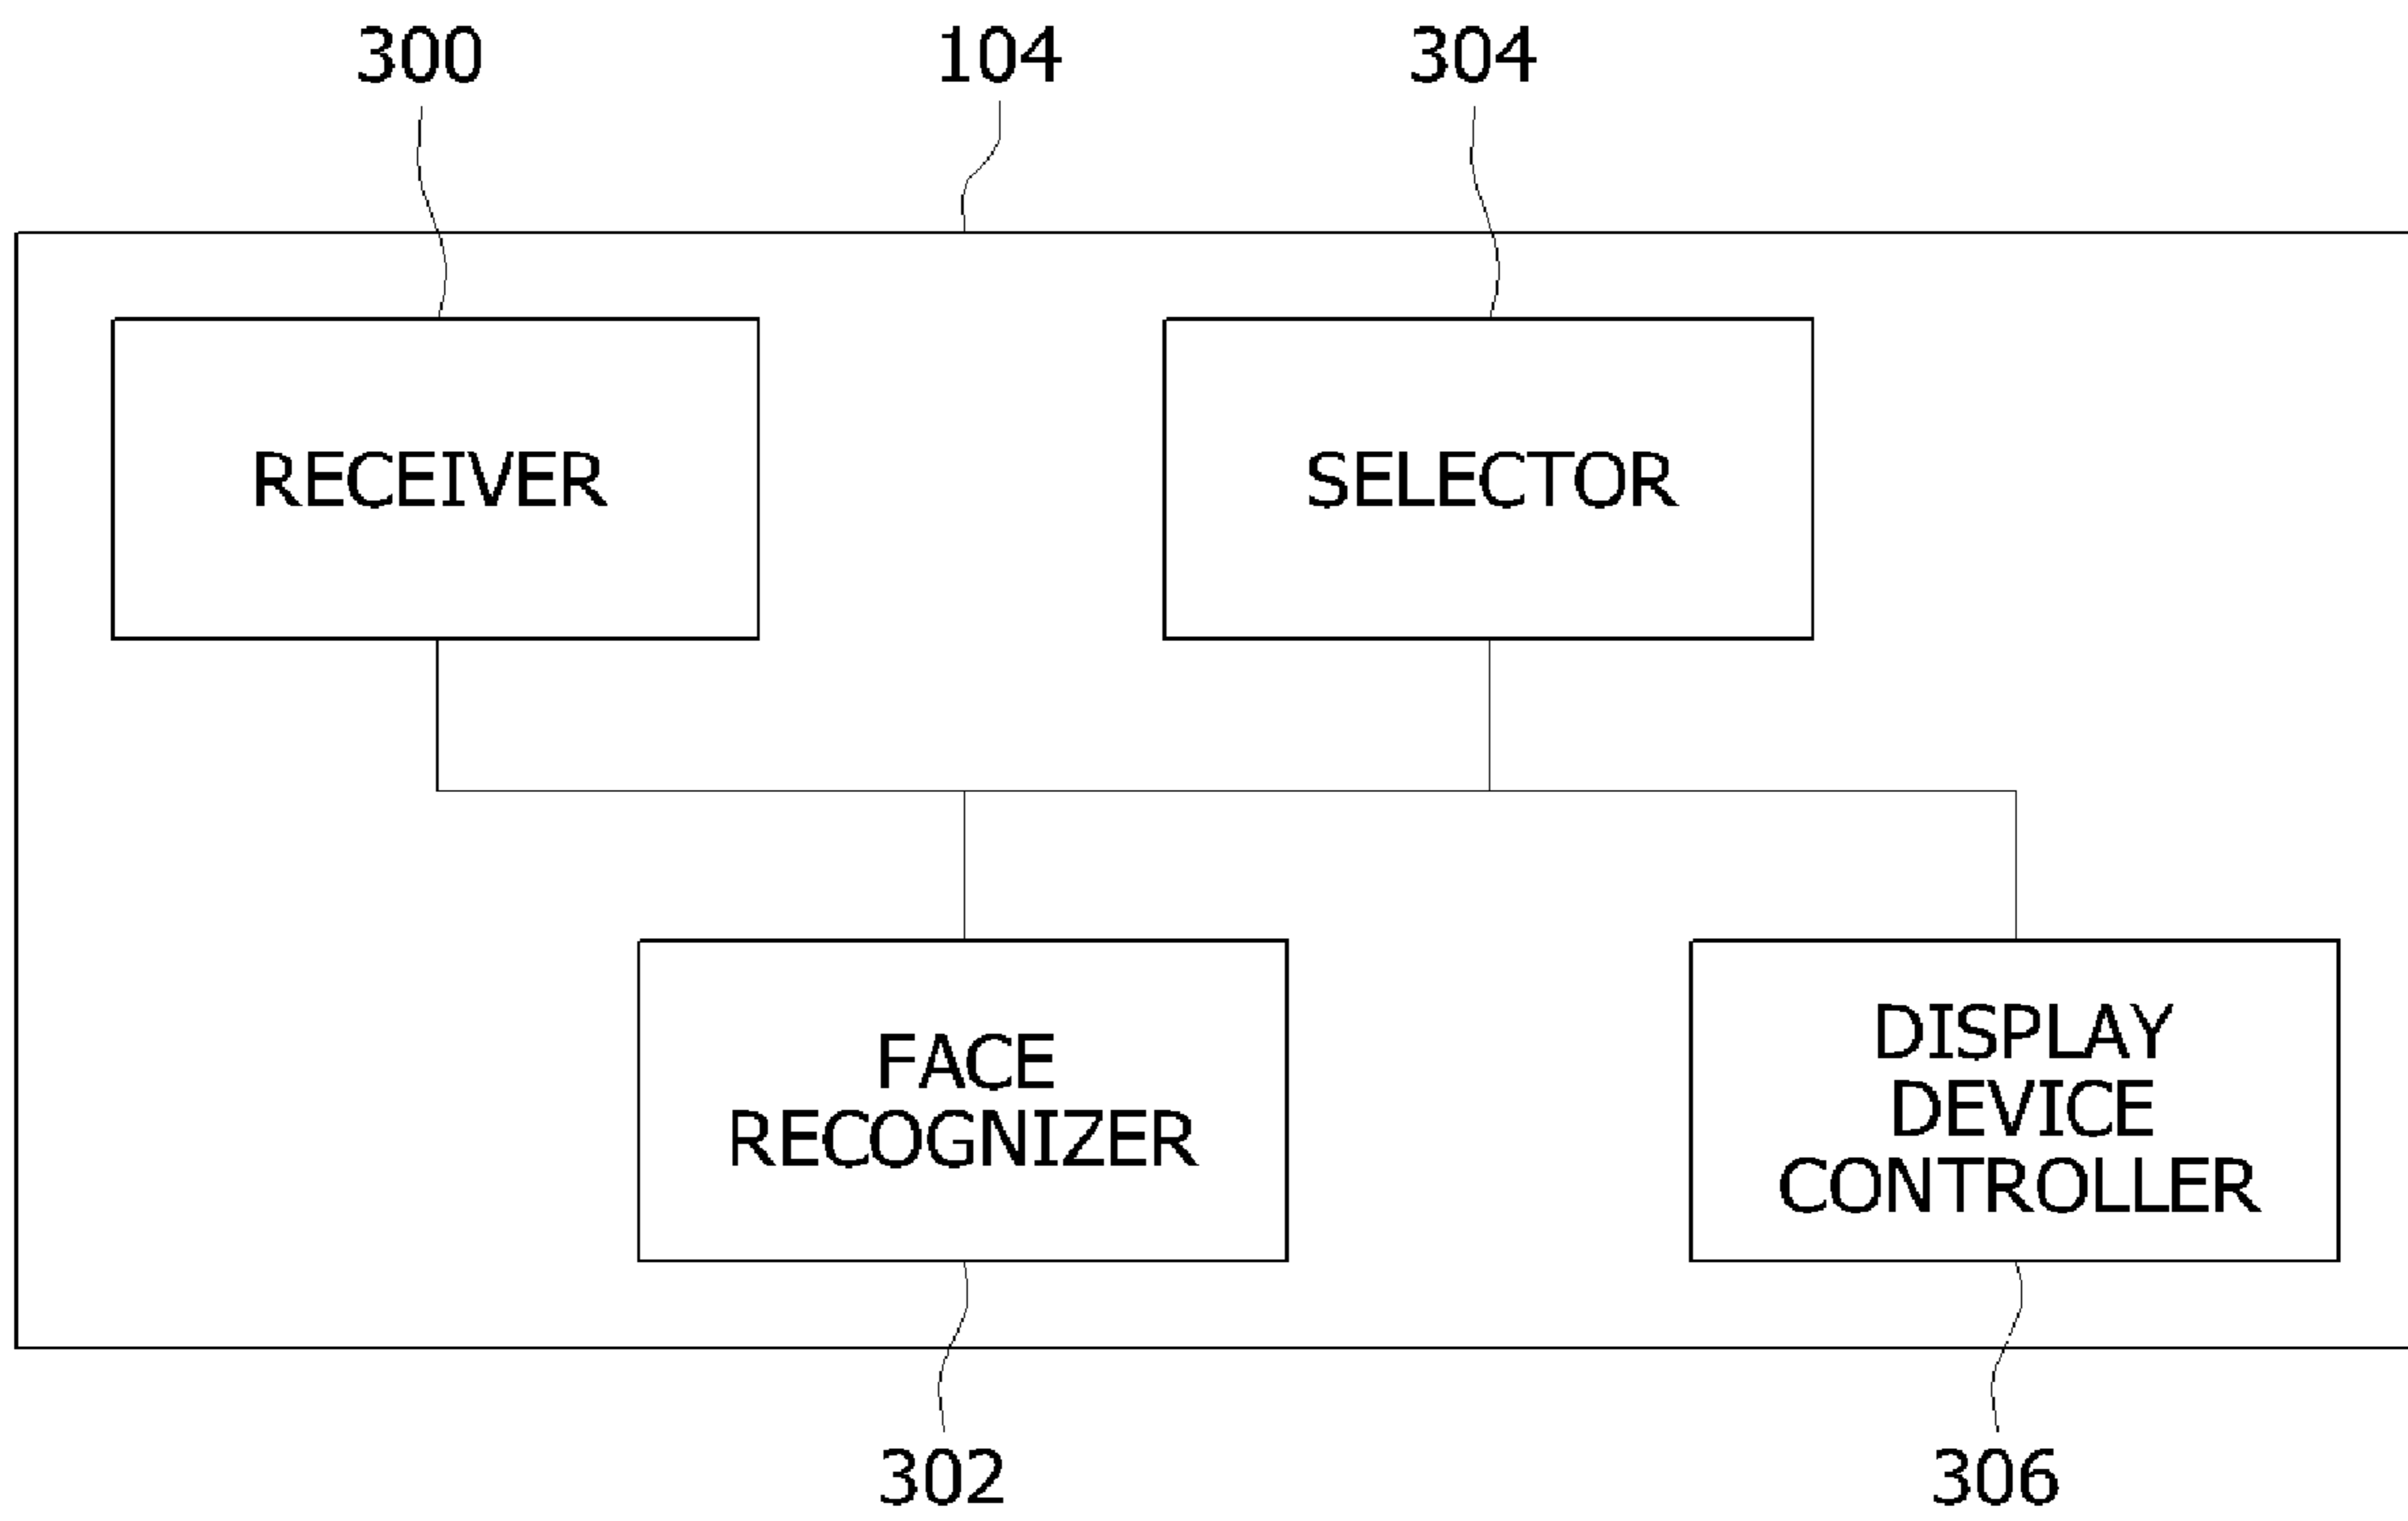 300
104
304
RECEIVER
SELECTOR
FACE
RECOGNIZER
DISPLAY
DEVICE
CONTROLLER
302
306